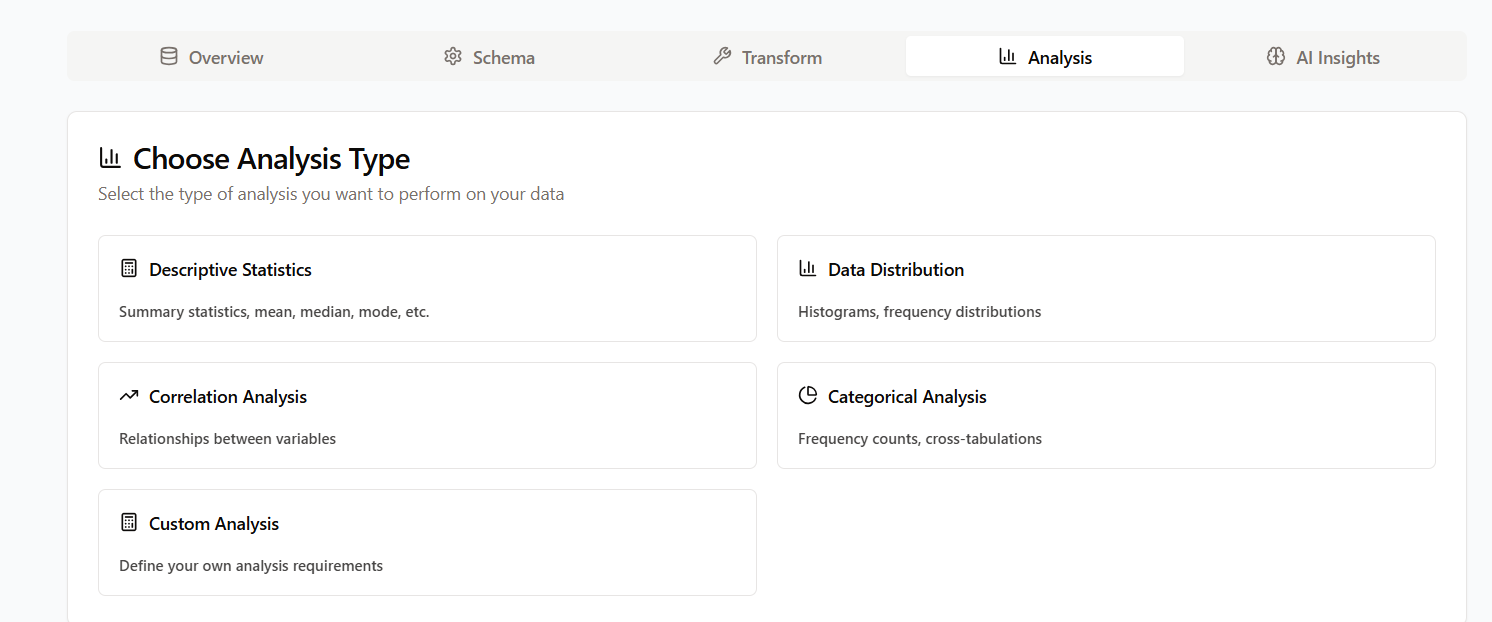 Overview
Schema
Transform
Analysis
AI Insights
Choose Analysis Type
Select the type of analysis you want to perform on your data
Descriptive Statistics
Summary statistics, mean, median, mode, etc.
Data Distribution
Histograms, frequency distributions
Correlation Analysis
Relationships between variables
Categorical Analysis
Frequency counts, cross-tabulations
Custom Analysis
Define your own analysis requirements